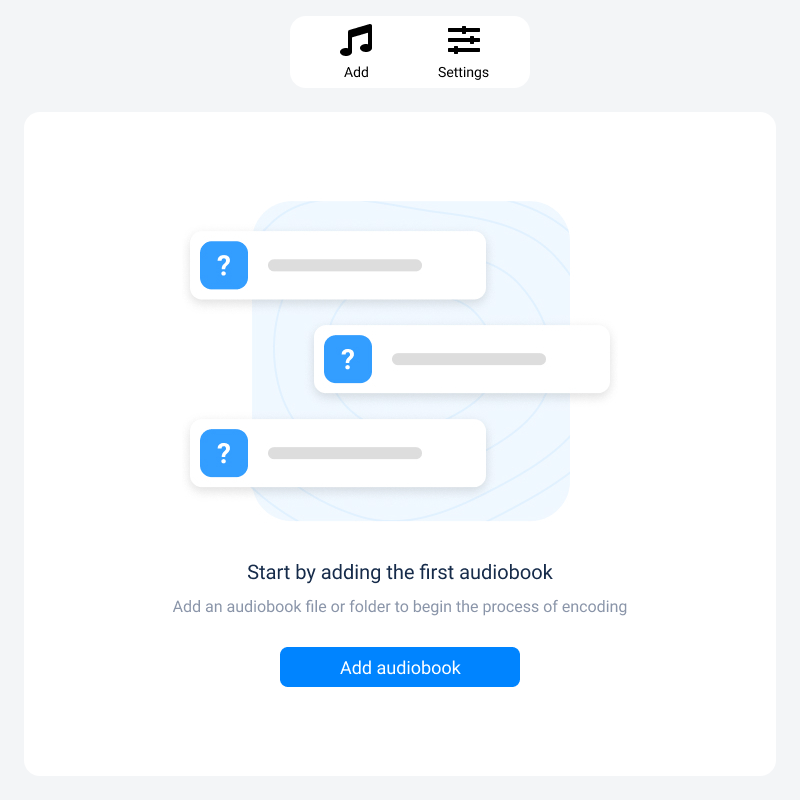 Add
Settings
?
?
?
Start by adding the first audiobook
Add an audiobook file or folder to begin the process of encoding
Add audiobook